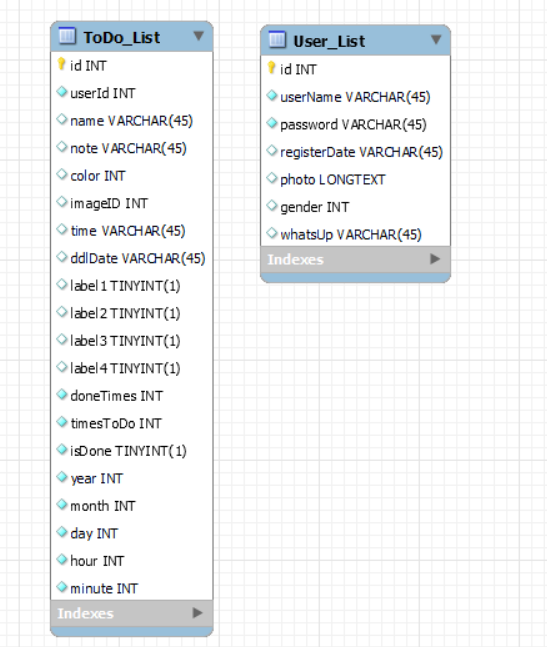 ToDo_List
id INT
userId INT
name VARCHAR(45)
note VARCHAR(45)
color INT
imageID INT
time VARCHAR(45)
ddlDate VARCHAR(45)
label1 TINYINT(1)
label2 TINYINT(1)
label3 TINYINT(1)
label4 TINYINT(1)
doneTimes INT
timesToDo INT
isDone TINYINT(1)
year INT
month INT
day INT
hour INT
minute INT
Indexes
User_List
id INT
userName VARCHAR(45)
password VARCHAR(45)
registerDate VARCHAR(45)
photo LONGTEXT
gender INT
whatsUp VARCHAR(45)
Indexes